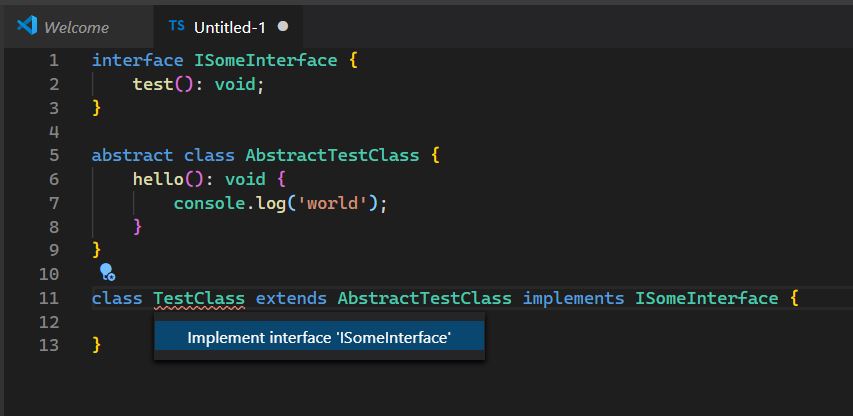 Welcome
TS Untitled-1
1 interface ISomeInterface {
2 test(): void;
3 }
4
5 abstract class AbstractTestClass {
6 hello(): void {
7 console.log('world');
8 }
9 }
10
11 class TestClass extends AbstractTestClass implements ISomeInterface {
12
Implement interface 'ISomeInterface'
13 }